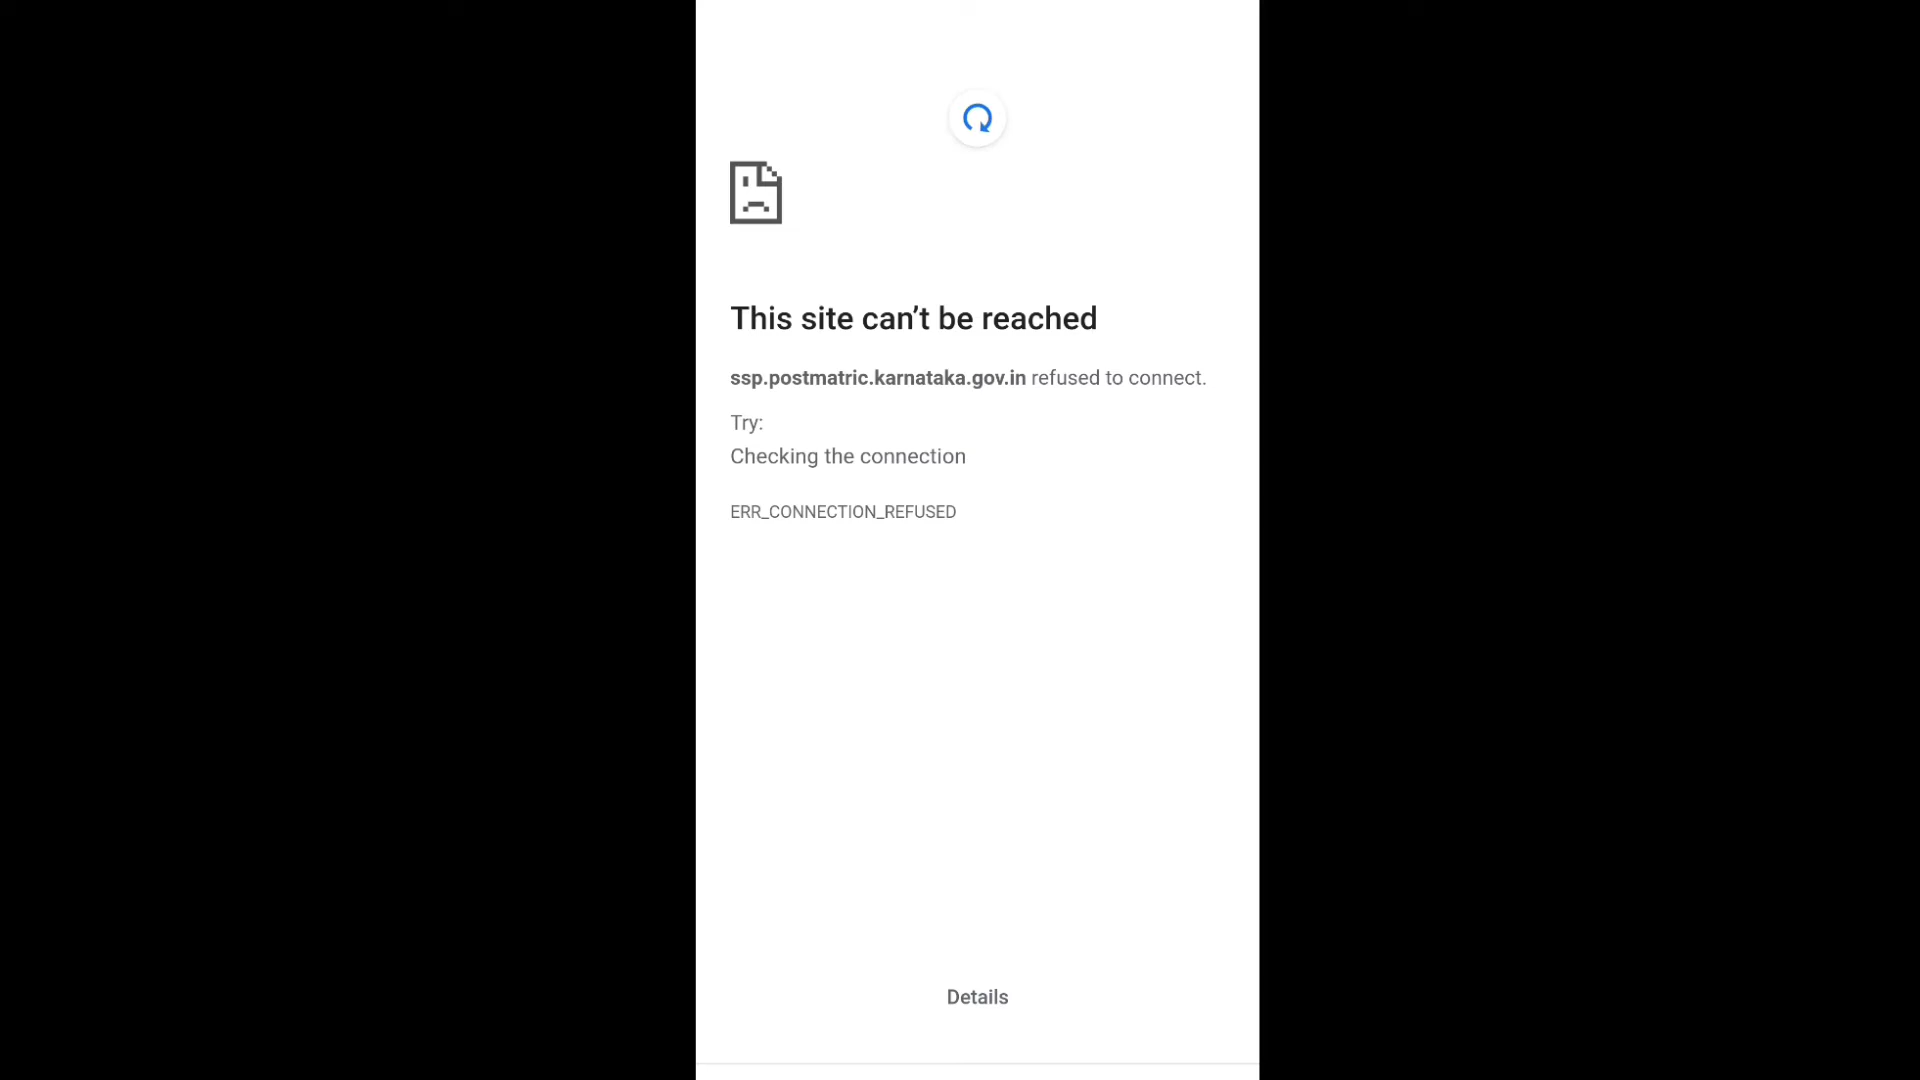 This site can’t be reached
ssp.postmatric.karnataka.gov.in refused to connect.
Try:
Checking the connection
ERR_CONNECTION_REFUSED
Details